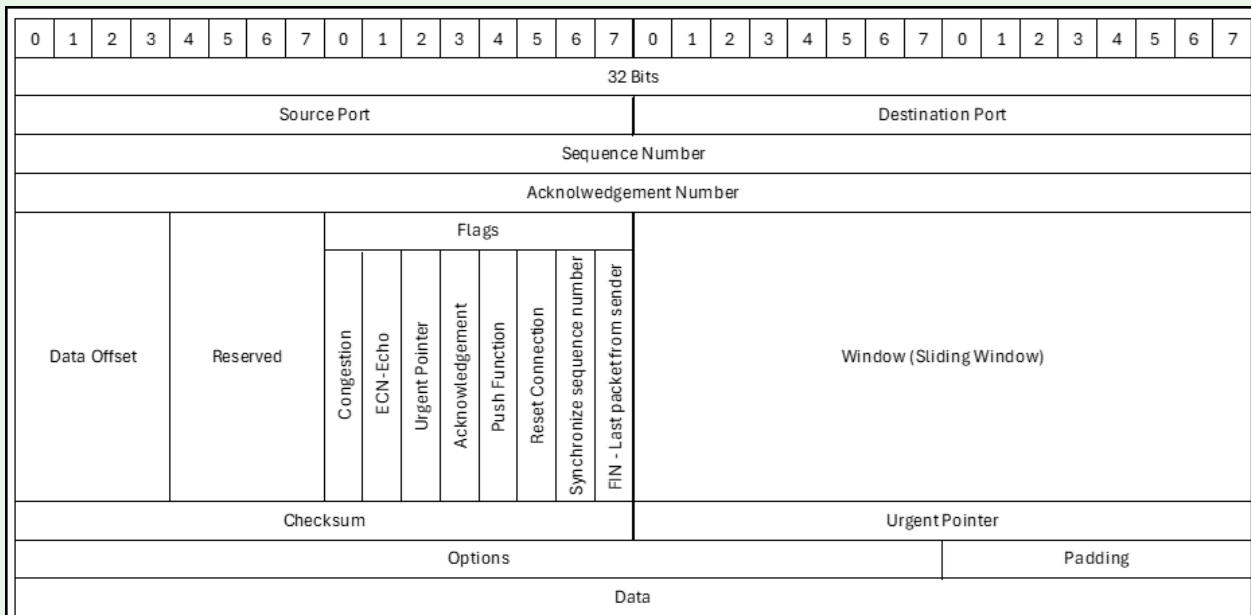 0 1 2 3 4 5 6 7 0 1 2 3 4 5 6 7 0 1 2 3 4 5 6 7 0 1 2 3 4 5 6 7
32 Bits
Source Port Destination Port
Sequence Number
Acknolwedgement Number
Data Offset
Reserved
Flags
Congestion
ECN-Echo
Urgent Pointer
Acknowledgement
Push Function
Reset Connection
Synchronize sequence number
FIN - Last packet from sender
Window (Sliding Window)
Checksum Urgent Pointer
Options Padding
Data